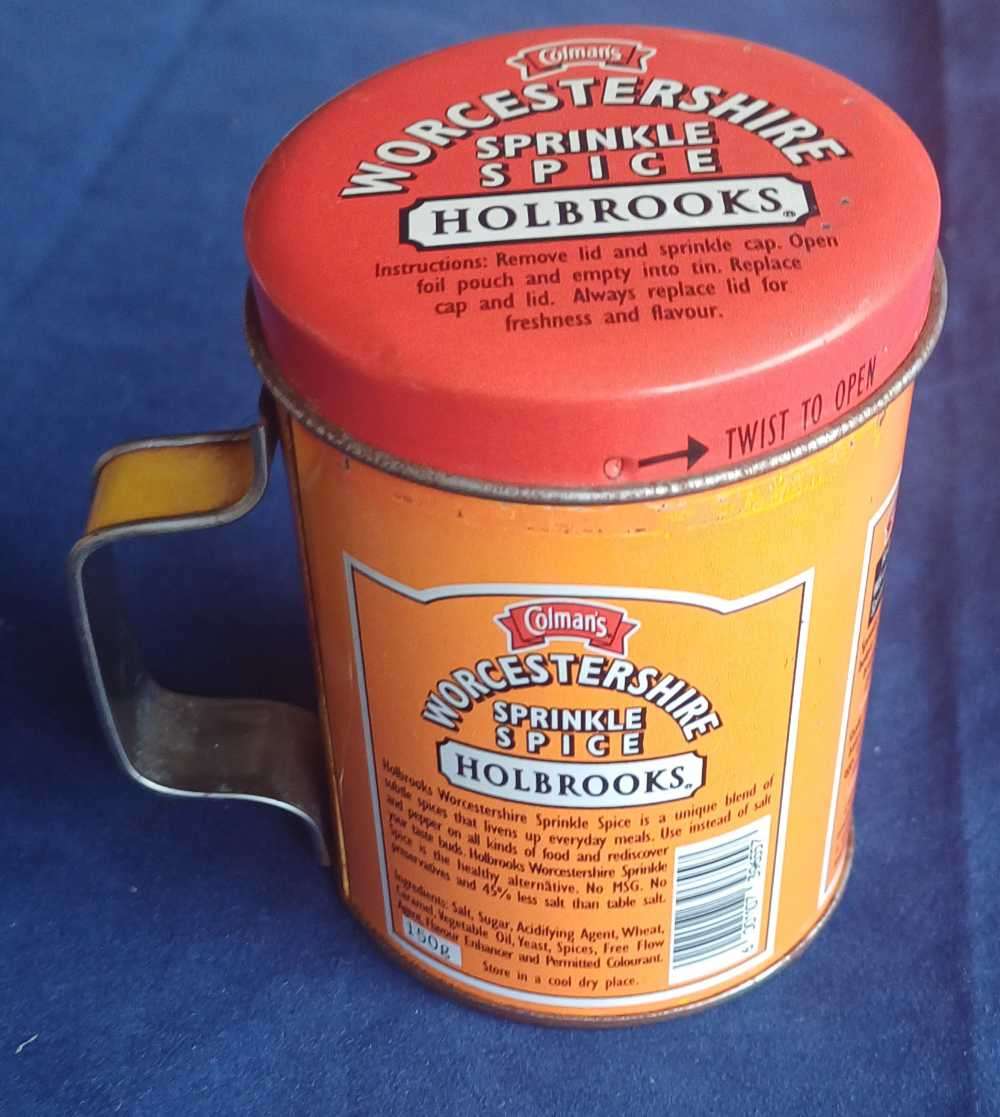 Colman's
WORCESTERSHIRE
SPRINKLE
SPICE
HOLBROOKS®
Instructions: Remove lid and sprinkle cap. Open
foil pouch and empty into tin. Replace
cap and lid. Always replace lid for
freshness and flavour.
TWIST TO OPEN
Colman's
WORCESTERSHIRE
SPRINKLE
SPICE
HOLBROOKS®
Holbrooks Worcestershire Sprinkle Spice is a unique blend of
subtle spices that livens up everyday meals. Use instead of salt
and pepper on all kinds of food and rediscover
your taste buds. Holbrooks Worcestershire Sprinkle
Spice is the healthy alternative. No MSG. No
preservatives and 45% less salt than table salt.
Ingredients: Salt, Sugar, Acidifying Agent, Wheat,
Caramel, Vegetable Oil, Yeast, Spices, Free Flow
Agent, Flavour Enhancer and Permitted Colourant.
150g
Store in a cool dry place.